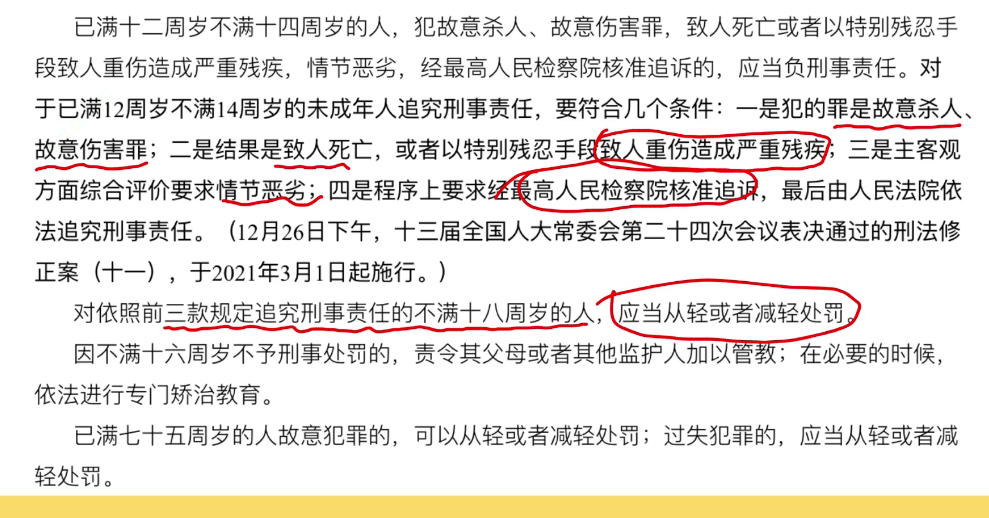 已满十二周岁不满十四周岁的人，犯故意杀人、故意伤害罪，致人死亡或者以特别残忍手
段致人重伤造成严重残疾，情节恶劣，经最高人民检察院核准追诉的，应当负刑事责任。对
于已满12周岁不满14周岁的未成年人追究刑事责任，要符合几个条件：一是犯的罪是故意杀人、
故意伤害罪；二是结果是致人死亡，或者以特别残忍手段致人重伤造成严重残疾；三是主客观
方面综合评价要求情节恶劣；四是程序上要求经最高人民检察院核准追诉，最后由人民法院依
法追究刑事责任。（12月26日下午，十三届全国人大常委会第二十四次会议表决通过的刑法修
正案（十一），于2021年3月1日起施行。）
对依照前三款规定追究刑事责任的不满十八周岁的人，应当从轻或者减轻处罚。
因不满十六周岁不予刑事处罚的，责令其父母或者其他监护人加以管教；在必要的时候，
依法进行专门矫治教育。
已满七十五周岁的人故意犯罪的，可以从轻或者减轻处罚；过失犯罪的，应当从轻或者减
轻处罚。